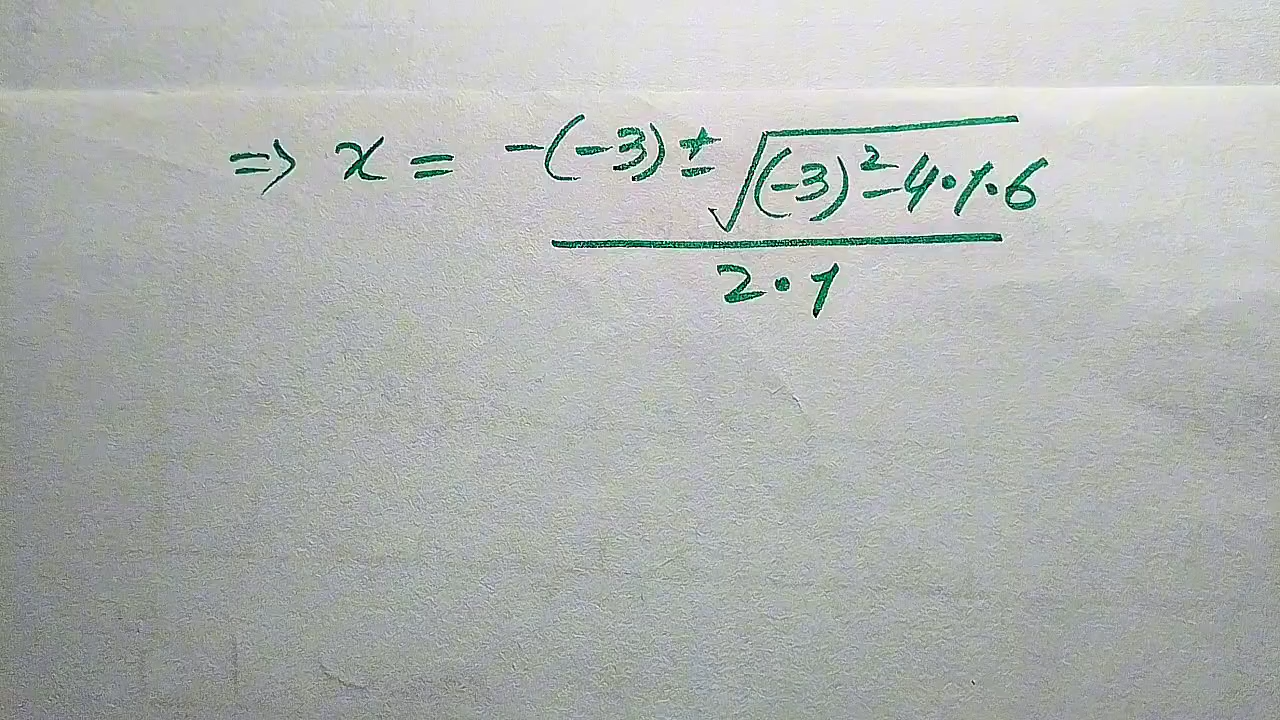 ⇒ x = -(-3) ± √(-3)² - 4·1·6
2·1